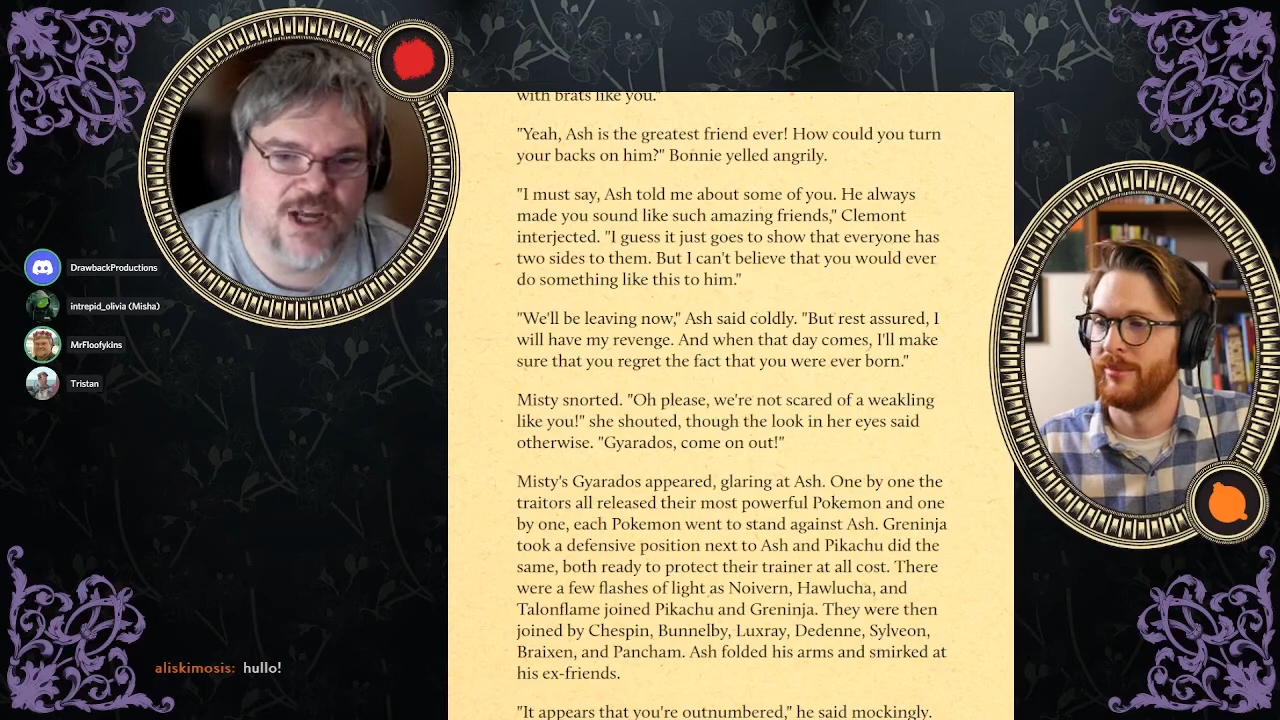 with brats like you."
"Yeah, Ash is the greatest friend ever! How could you turn
your backs on him?" Bonnie yelled angrily.
"I must say, Ash told me about some of you. He always
made you sound like such amazing friends," Clemont
interjected. "I guess it just goes to show that everyone has
two sides to them. But I can't believe that you would ever
do something like this to him."
"We'll be leaving now," Ash said coldly. "But rest assured, I
will have my revenge. And when that day comes, I'll make
sure that you regret the fact that you were ever born."
Misty snorted. "Oh please, we're not scared of a weakling
like you!" she shouted, though the look in her eyes said
otherwise. "Gyarados, come on out!"
Misty's Gyarados appeared, glaring at Ash. One by one the
traitors all released their most powerful Pokemon and one
by one, each Pokemon went to stand against Ash. Greninja
took a defensive position next to Ash and Pikachu did the
same, both ready to protect their trainer at all cost. There
were a few flashes of light as Noivern, Hawlucha, and
Talonflame joined Pikachu and Greninja. They were then
joined by Chespin, Bunnelby, Luxray, Dedenne, Sylveon,
Braixen, and Pancham. Ash folded his arms and smirked at
his ex-friends.
"It appears that you're outnumbered," he said mockingly.
DrawbackProductions
intrepid_olivia (Misha)
MrFloofykins
Tristan
aliskimosis: hullo!